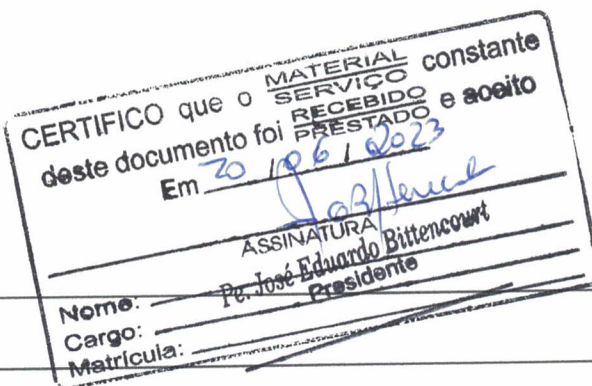 CERTIFICO que o MATERIAL constante
SERVIÇO
deste documento foi RECEBIDO e aceito
PRESTADO
Em 20 / 06 / 2023
ASSINATURA
Nome: Pe. José Eduardo Bittencourt
Cargo: Presidente
Matrícula: